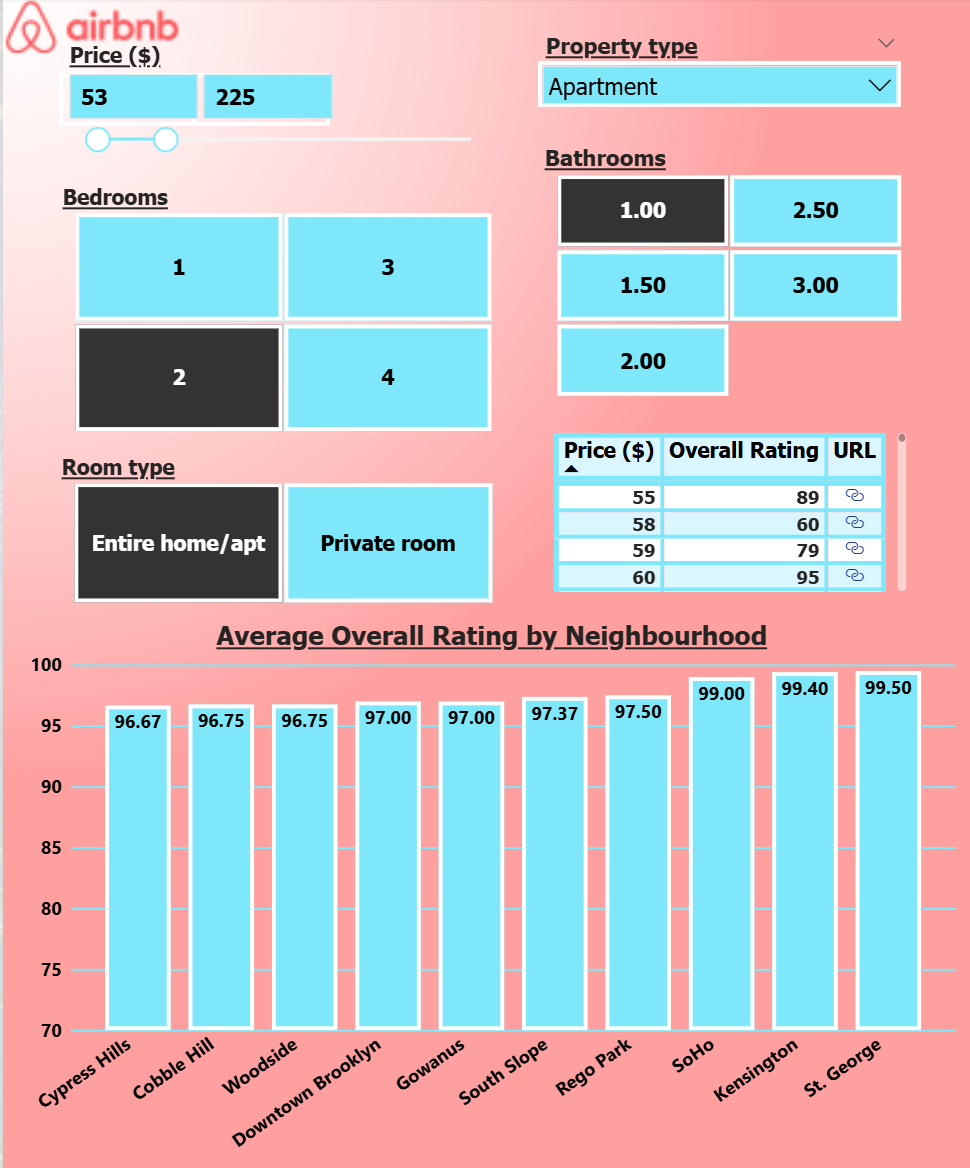 airbnb
Price ($)
53 225
Property type
Apartment
Bedrooms
1 3
2 4
Bathrooms
1.00 2.50
1.50 3.00
2.00
Room type
Entire home/apt Private room
Price ($) Overall Rating URL
55 89
58 60
59 79
60 95
Average Overall Rating by Neighbourhood
100
95
90
85
80
75
70
96.67 96.75 96.75 97.00 97.00 97.37 97.50 99.00 99.40 99.50
Cypress Hills
Cobble Hill
Woodside
Downtown Brooklyn
Gowanus
South Slope
Rego Park
SoHo
Kensington
St. George